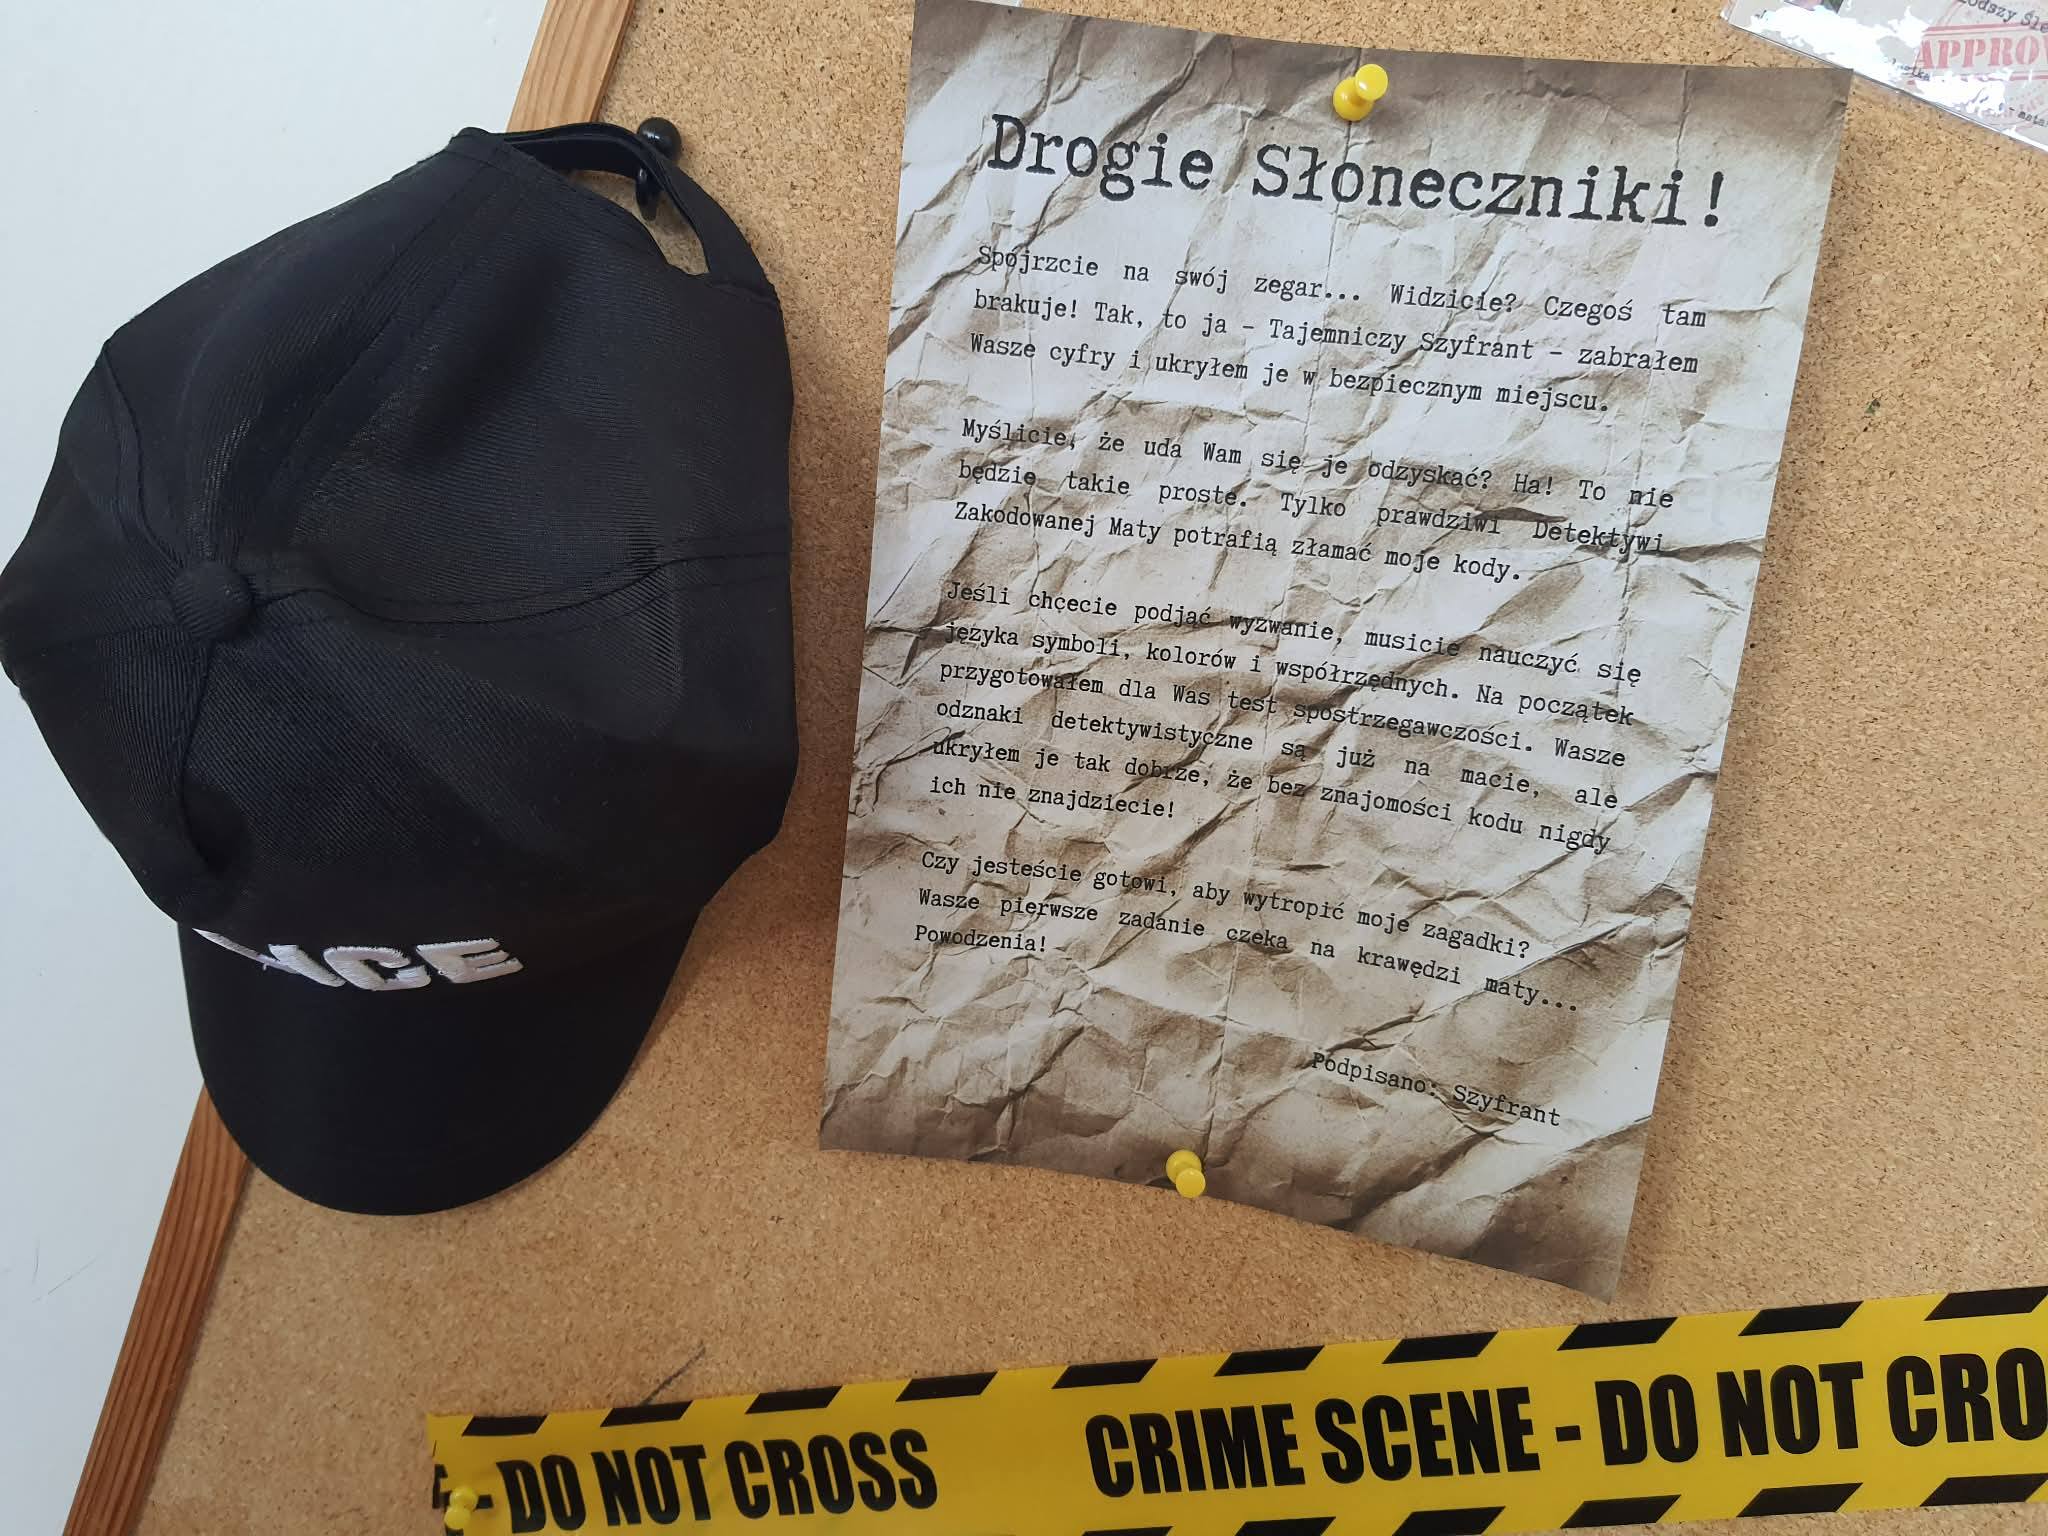 Drogie Słoneczniki!
Spójrzcie na swój zegar... Widzicie? Czegoś tam
brakuje! Tak, to ja - Tajemniczy Szyfrant - zabrałem
Wasze cyfry i ukryłem je w bezpiecznym miejscu.
Myślicie, że uda Wam się je odzyskać? Ha! To nie
będzie takie proste. Tylko prawdziwi Detektywi
Zakodowanej Maty potrafią złamać moje kody.
Jeśli chcecie podjąć wyzwanie, musicie nauczyć się
języka symboli, kolorów i współrzędnych. Na początek
przygotowałem dla Was test spostrzegawczości. Wasze
odznaki detektywistyczne są już na macie, ale
ukryłem je tak dobrze, że bez znajomości kodu nigdy
ich nie znajdziecie!
Czy jesteście gotowi, aby wytropić moje zagadki?
Wasze pierwsze zadanie czeka na krawędzi maty...
Powodzenia!
Podpisano: Szyfrant
APPROV
ICE
- DO NOT CROSS CRIME SCENE - DO NOT CRO